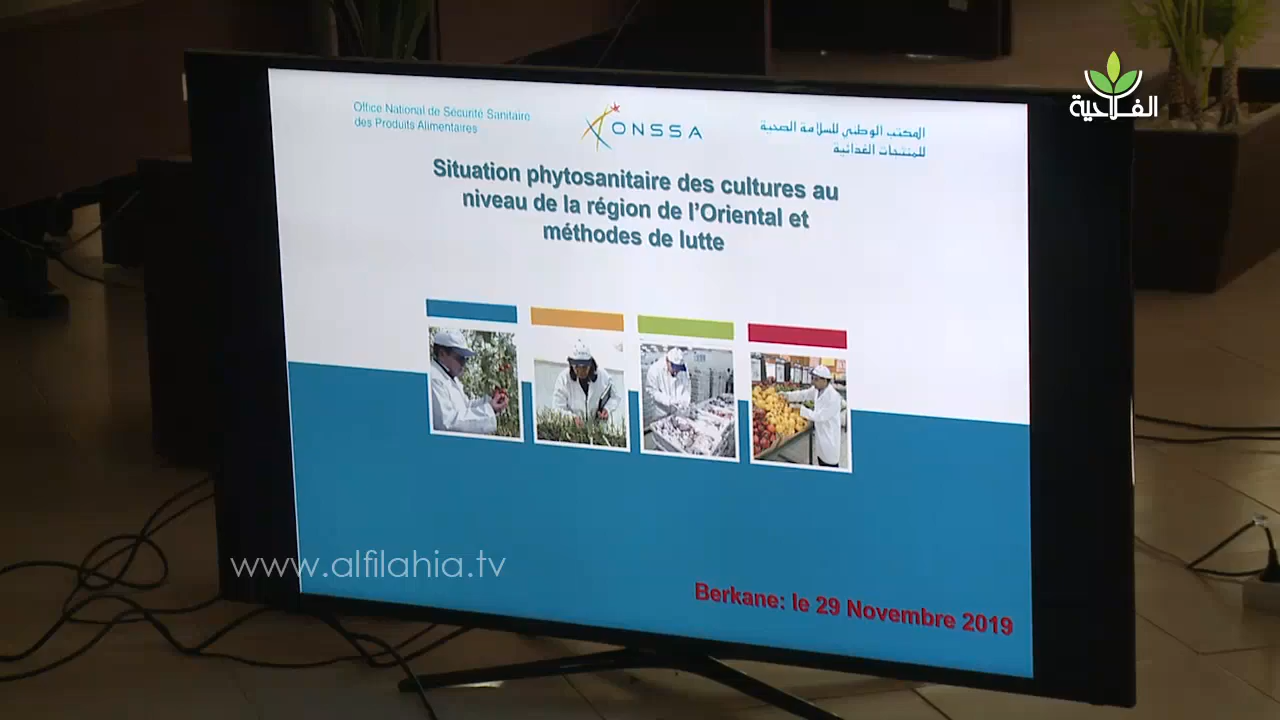 الفلاحية
Office National de Sécurité Sanitaire
des Produits Alimentaires
ONSSA
المكتب الوطني للسلامة الصحية
للمنتجات الغذائية
Situation phytosanitaire des cultures au
niveau de la région de l'Oriental et
méthodes de lutte
www.alfilahia.tv
Berkane: le 29 Novembre 2019